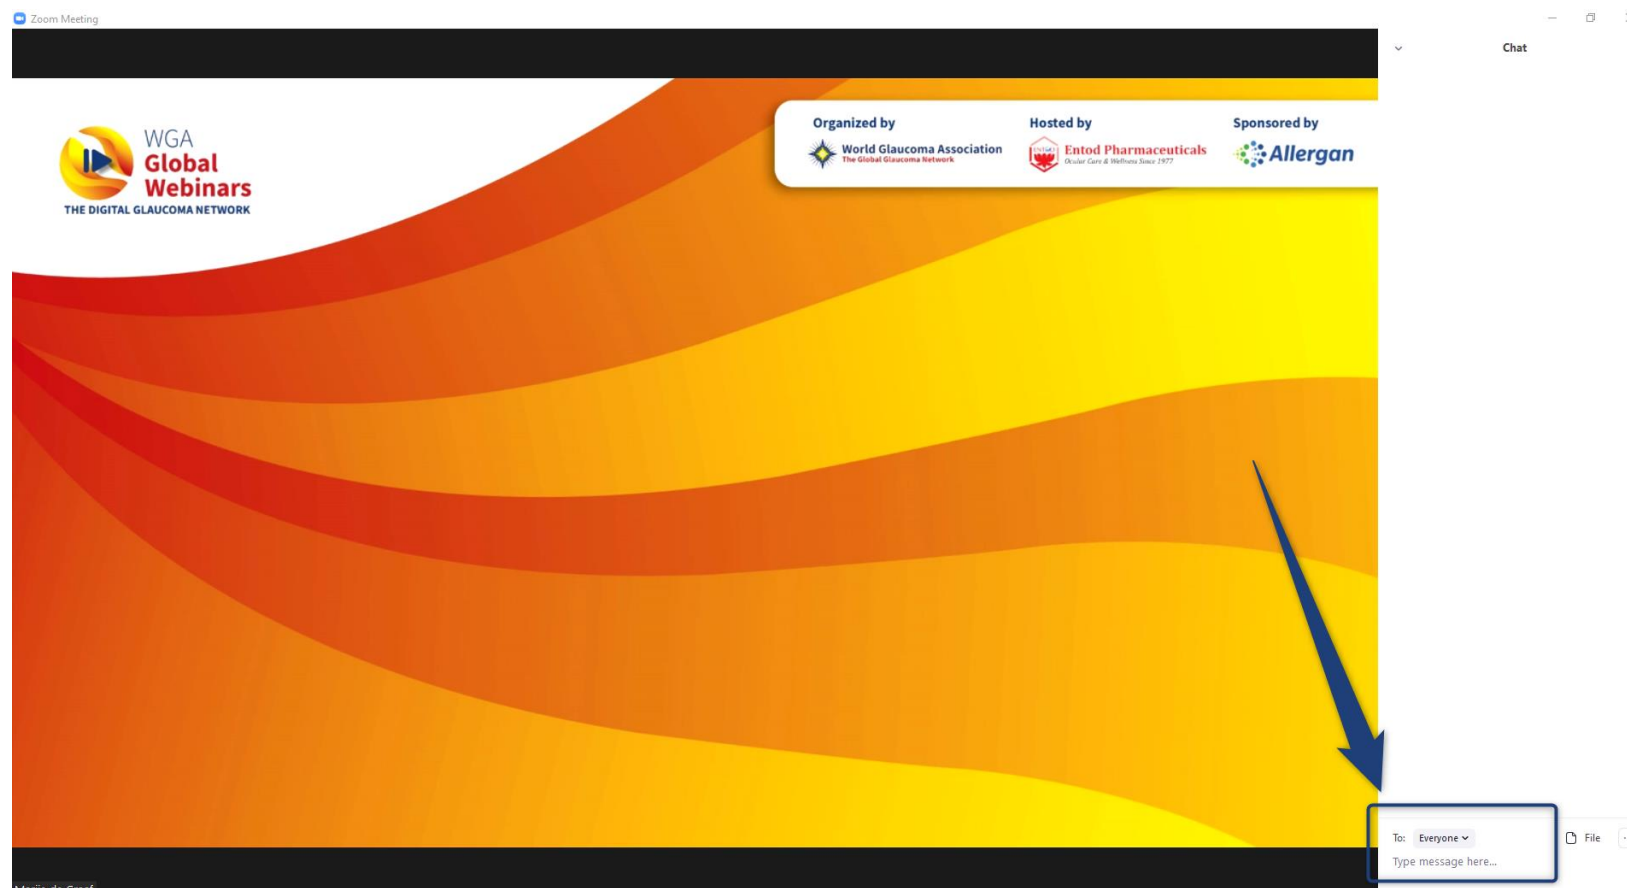 Zoom Meeting
Chat
WGA
Global
Webinars
THE DIGITAL GLAUCOMA NETWORK
Organized by
World Glaucoma Association
The Global Glaucoma Network
Hosted by
Entod Pharmaceuticals
Ocular Care & Wellness Since 1977
Sponsored by
Allergan
To: Everyone
File
Type message here...